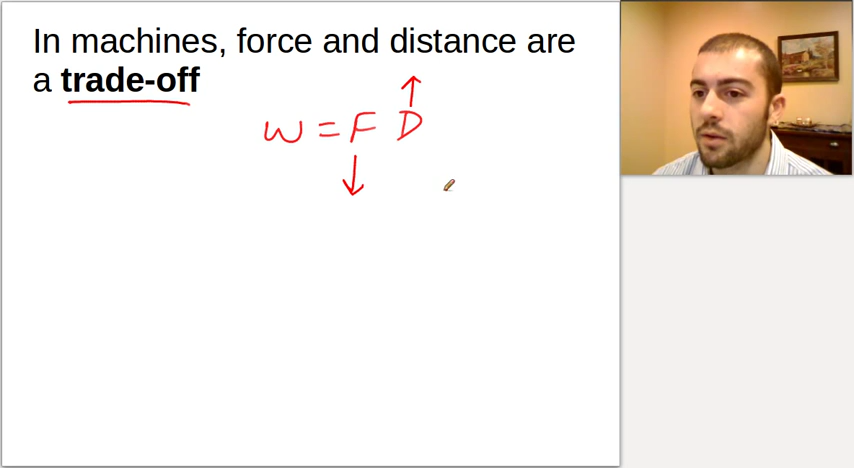 In machines, force and distance are
a trade-off
W = F D